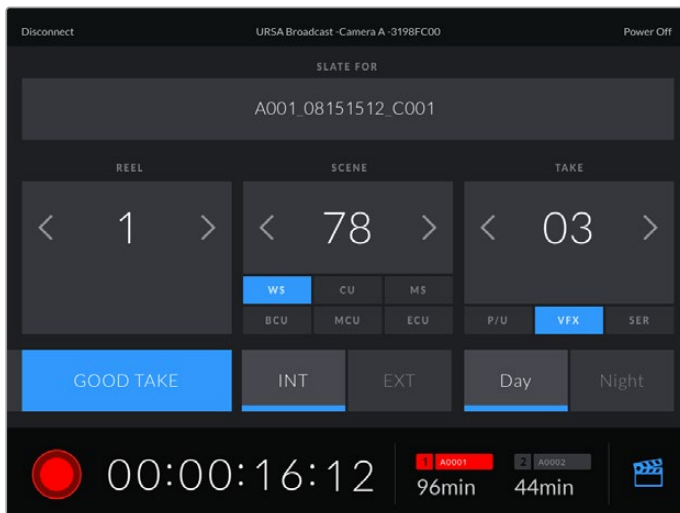 Disconnect URSA Broadcast -Camera A -3198FC00 Power Off
SLATE FOR
A001_08151512_C001
REEL SCENE TAKE
< 1 > < 78 > < 03 >
WS CU MS
BCU MCU ECU P/U VFX SER
GOOD TAKE INT EXT Day Night
00:00:16:12 1 A0001 2 A0002
96min 44min